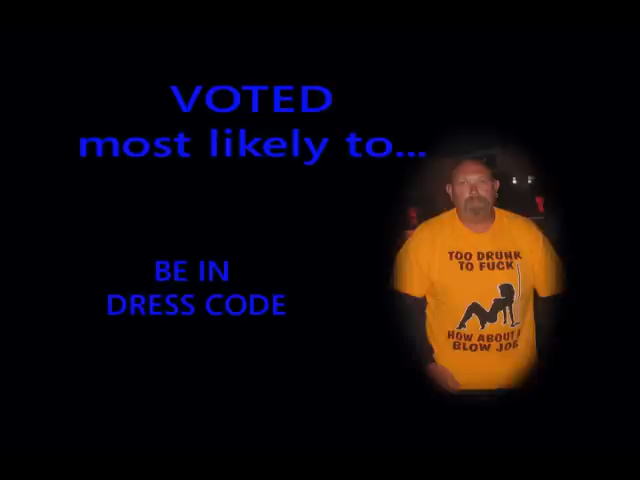 VOTED
most likely to...
BE IN
DRESS CODE
TOO DRUNK
TO FUCK
HOW ABOUT A
BLOW JOB